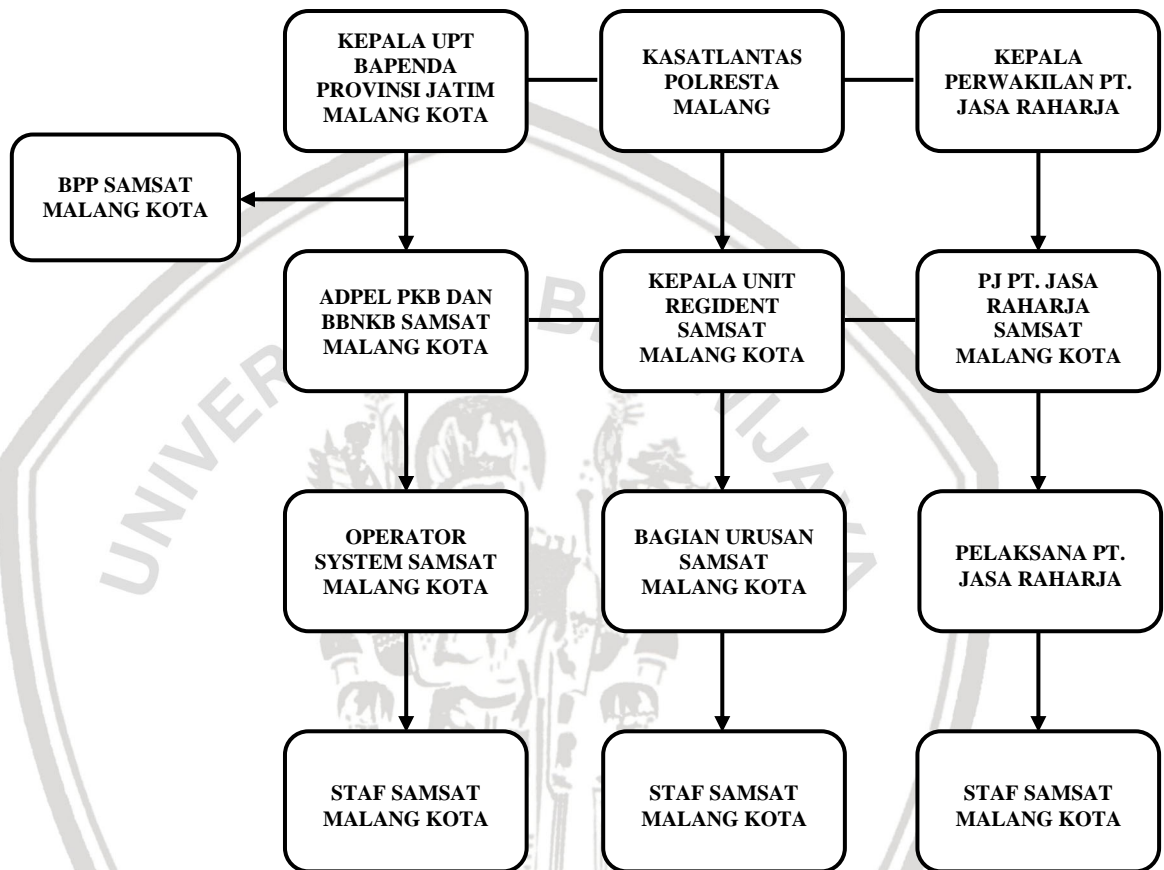 KEPALA UPT
BAPENDA
PROVINSI JATIM
MALANG KOTA
KASATLANTAS
POLRESTA
MALANG
KEPALA
PERWAKILAN PT.
JASA RAHARJA
BPP SAMSAT
MALANG KOTA
ADPEL PKB DAN
BBNKB SAMSAT
MALANG KOTA
KEPALA UNIT
REGIDENT
SAMSAT
MALANG KOTA
PJ PT. JASA
RAHARJA
SAMSAT
MALANG KOTA
OPERATOR
SYSTEM SAMSAT
MALANG KOTA
BAGIAN URUSAN
SAMSAT
MALANG KOTA
PELAKSANA PT.
JASA RAHARJA
STAF SAMSAT
MALANG KOTA
STAF SAMSAT
MALANG KOTA
STAF SAMSAT
MALANG KOTA